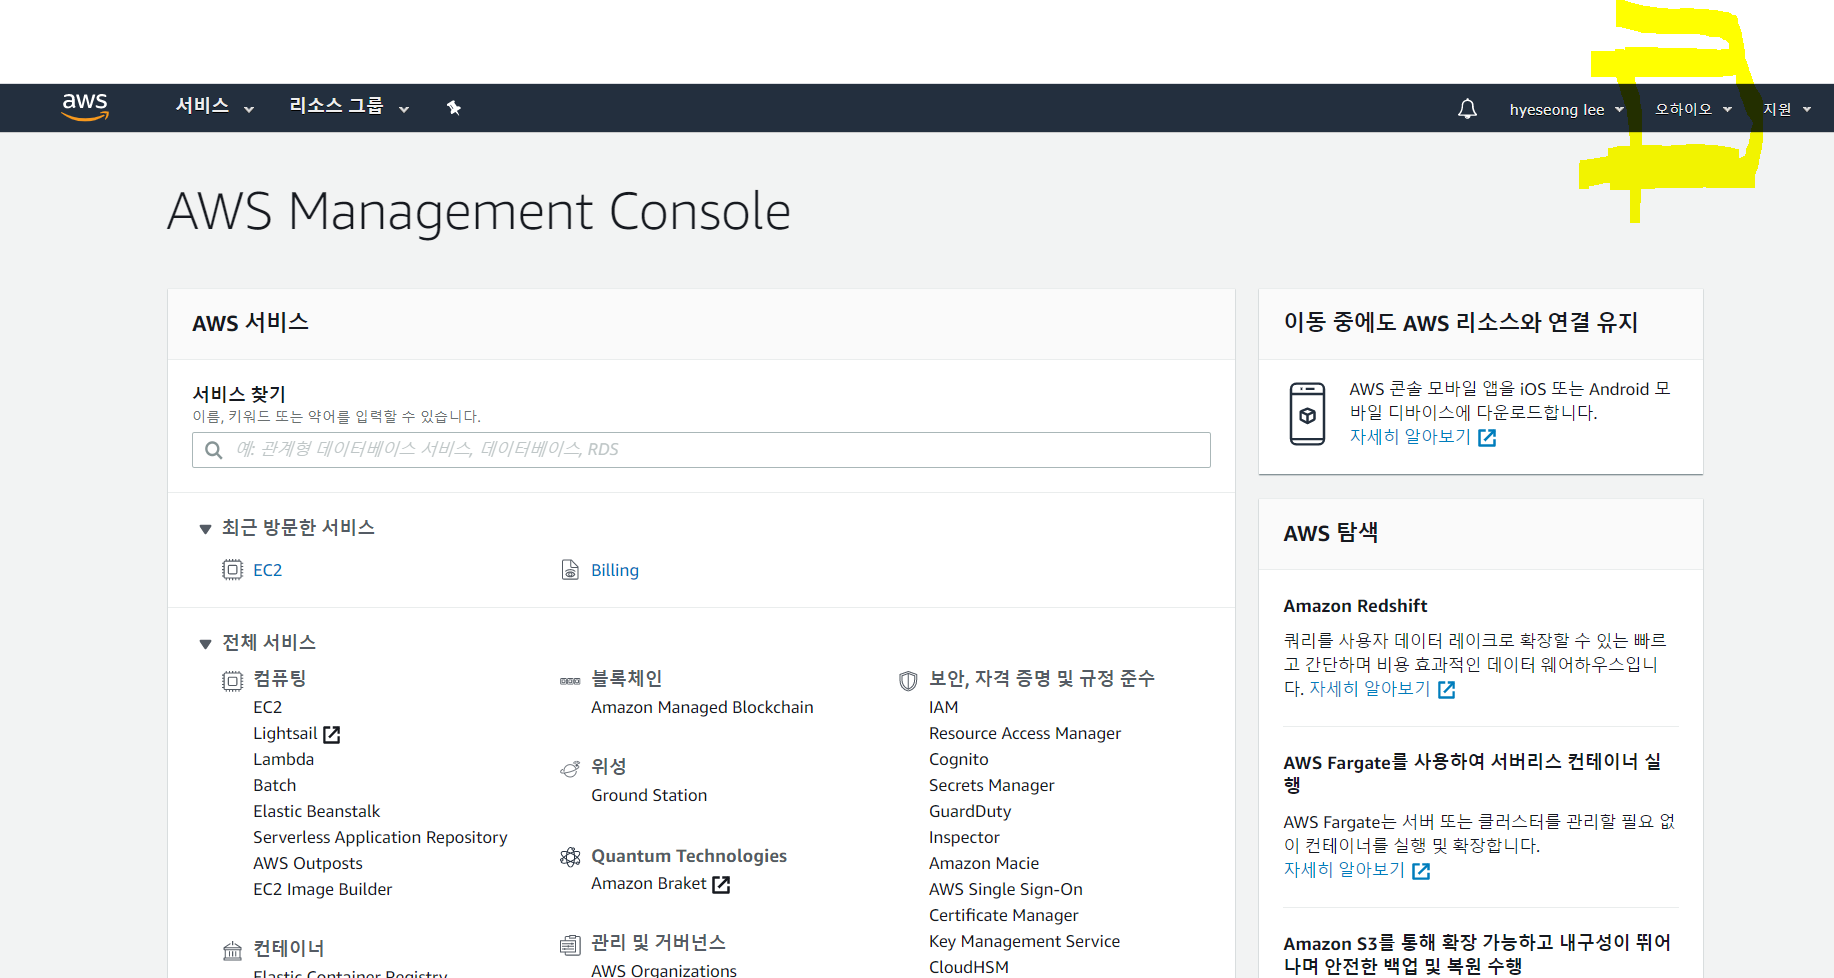 aws 서비스 리소스 그룹 hyeseong lee 오하이오 지원
AWS Management Console
AWS 서비스
서비스 찾기
이름, 키워드 또는 약어를 입력할 수 있습니다.
예: 관계형 데이터베이스 서비스, 데이터베이스, RDS
최근 방문한 서비스
EC2
Billing
전체 서비스
컴퓨팅
EC2
Lightsail
Lambda
Batch
Elastic Beanstalk
Serverless Application Repository
AWS Outposts
EC2 Image Builder
컨테이너
Elastic Container Registry
블록체인
Amazon Managed Blockchain
위성
Ground Station
Quantum Technologies
Amazon Braket
관리 및 거버넌스
AWS Organizations
보안, 자격 증명 및 규정 준수
IAM
Resource Access Manager
Cognito
Secrets Manager
GuardDuty
Inspector
Amazon Macie
AWS Single Sign-On
Certificate Manager
Key Management Service
CloudHSM
이동 중에도 AWS 리소스와 연결 유지
AWS 콘솔 모바일 앱을 iOS 또는 Android 모
바일 디바이스에 다운로드합니다.
자세히 알아보기
AWS 탐색
Amazon Redshift
쿼리를 사용자 데이터 레이크로 확장할 수 있는 빠르
고 간단하며 비용 효과적인 데이터 웨어하우스입니
다. 자세히 알아보기
AWS Fargate를 사용하여 서버리스 컨테이너 실
행
AWS Fargate는 서버 또는 클러스터를 관리할 필요 없
이 컨테이너를 실행 및 확장합니다.
자세히 알아보기
Amazon S3를 통해 확장 가능하고 내구성이 뛰어
나며 안전한 백업 및 복원 수행